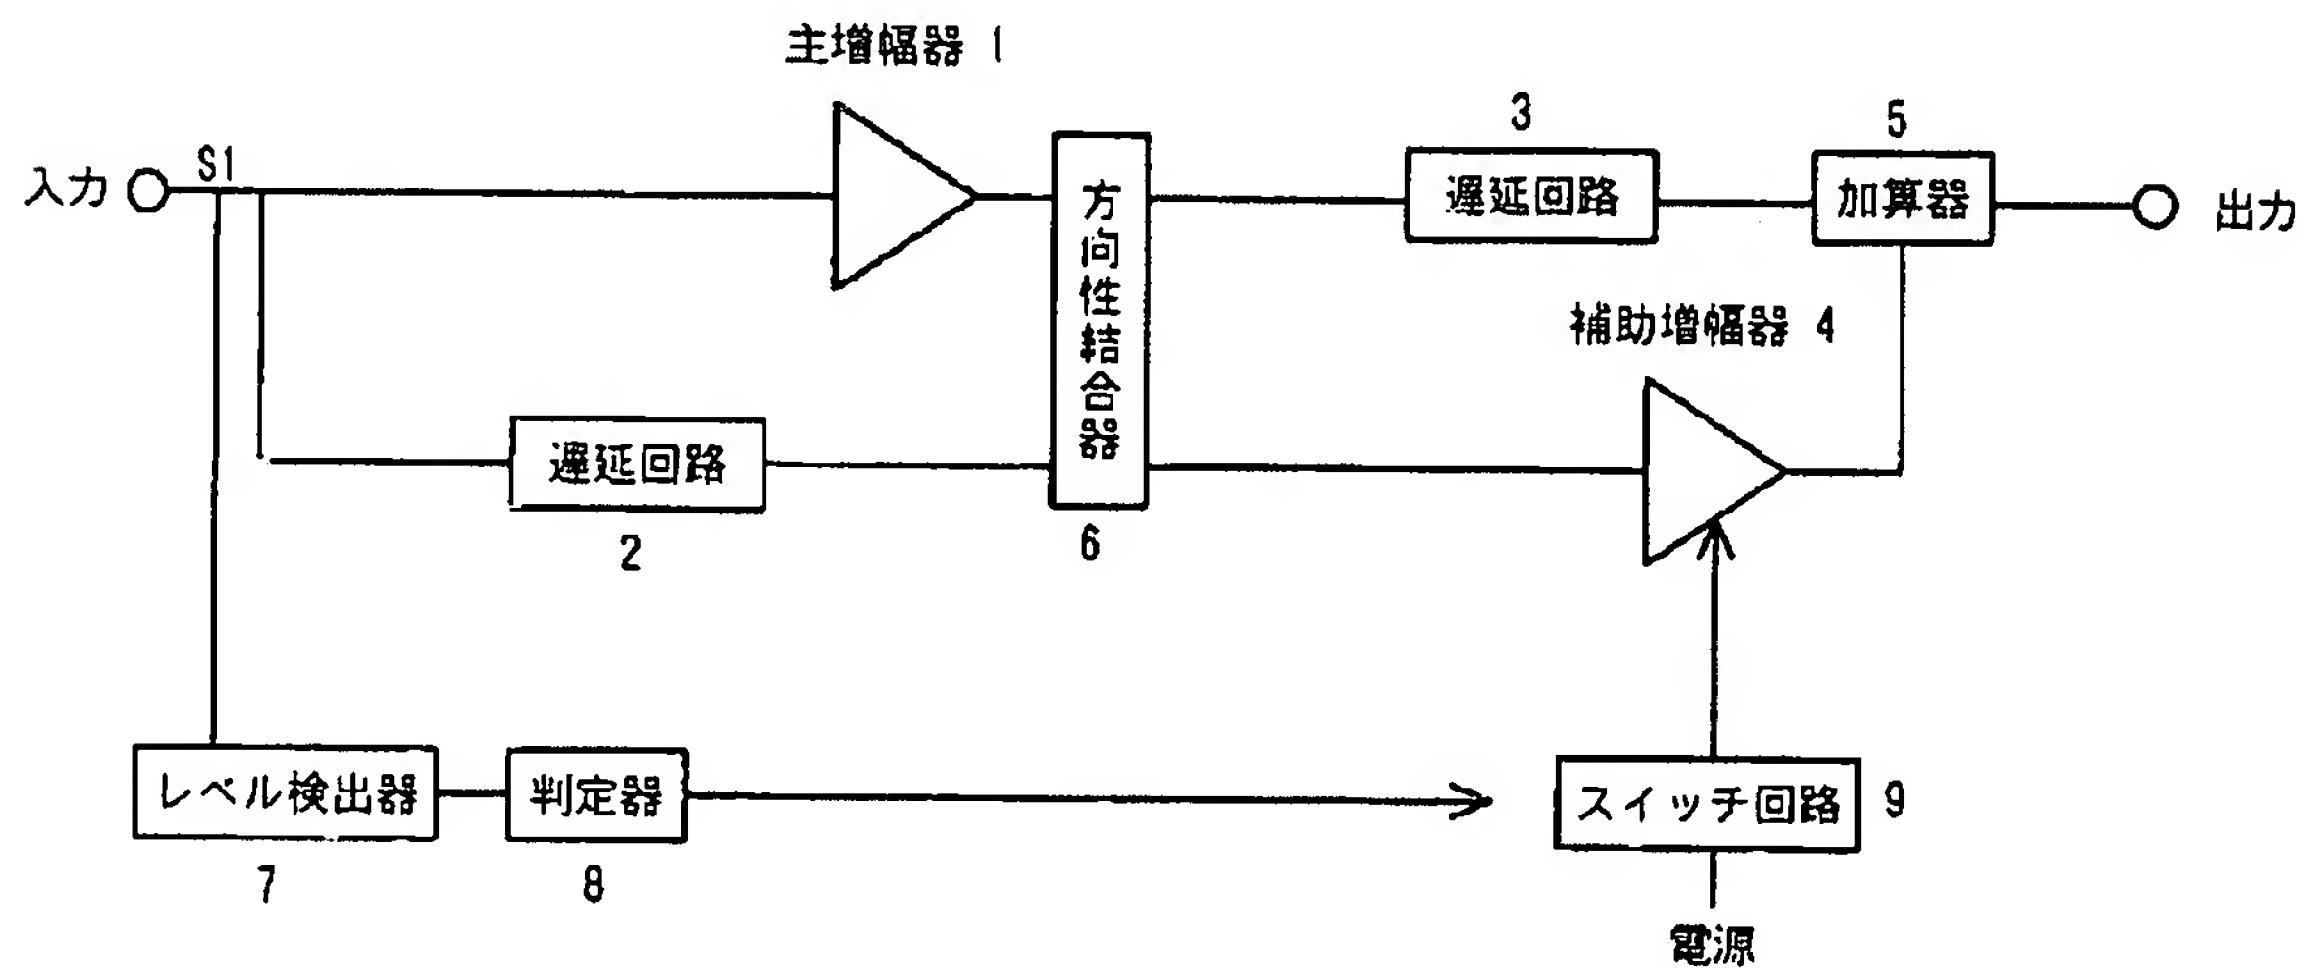 主増幅器 1
3
5
入力
S1
方向性結合器
遅延回路
加算器
出力
補助増幅器 4
遅延回路
2
6
レベル検出器
判定器
スイッチ回路
9
7
8
電源